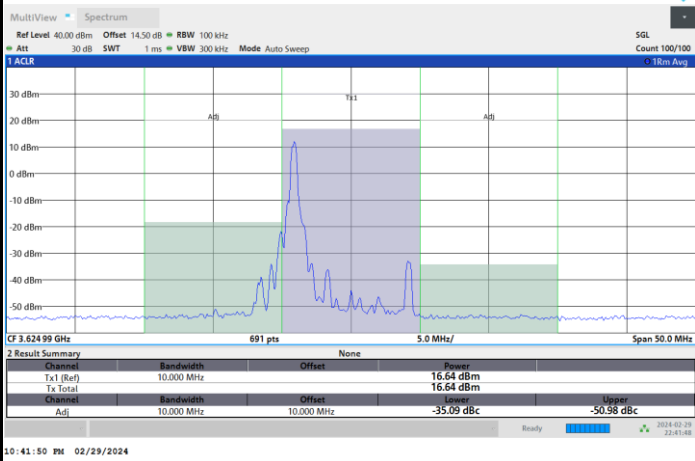 MultiView Spectrum
Ref Level 40.00 dBm Offset 14.50 dB RBW 100 kHz SGL
Att 30 dB SWT 1 ms VBW 300 kHz Mode Auto Sweep Count 100/100
1 ACLR 1Rm Avg
30 dBm
Tx1
20 dBm
Adj Adj
10 dBm
0 dBm
-10 dBm
-20 dBm
-30 dBm
-40 dBm
-50 dBm
CF 3.624 99 GHz 691 pts 5.0 MHz/ Span 50.0 MHz
2 Result Summary None
Channel Bandwidth Offset Power
Tx1 (Ref) 10.000 MHz 16.64 dBm
Tx Total 16.64 dBm
Channel Bandwidth Offset Lower Upper
Adj 10.000 MHz 10.000 MHz -35.09 dBc -50.98 dBc
Ready 2024-02-29
22:41:48
10:41:50 PM 02/29/2024